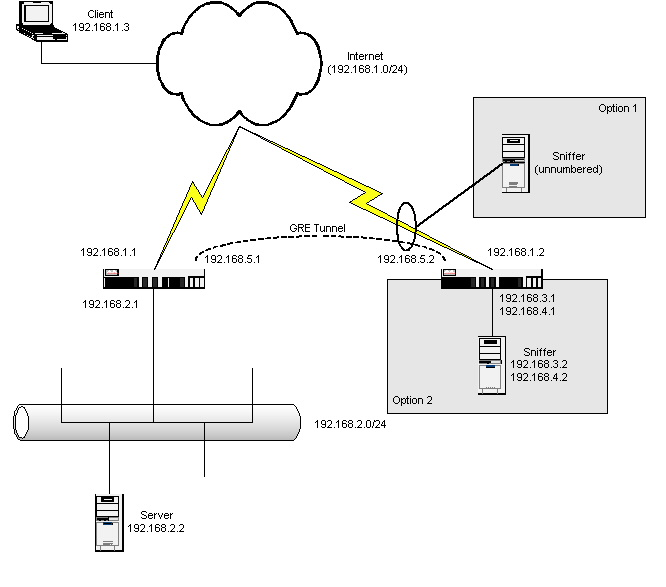 Client
192.168.1.3
Internet
(192.168.1.0/24)
Option 1
Sniffer
(unnumbered)
GRE Tunnel
192.168.1.1
192.168.5.1
192.168.5.2
192.168.1.2
192.168.2.1
192.168.3.1
192.168.4.1
Sniffer
192.168.3.2
192.168.4.2
Option 2
192.168.2.0/24
Server
192.168.2.2